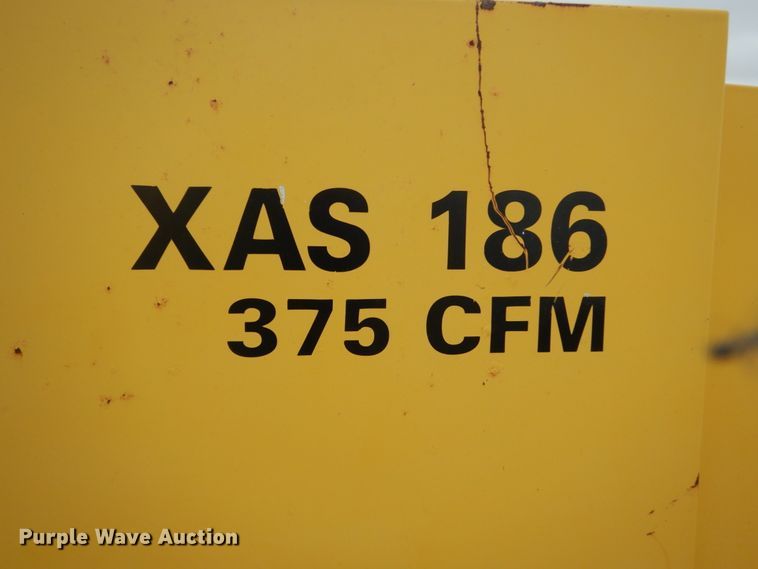 XAS 186
375 CFM
Purple Wave Auction